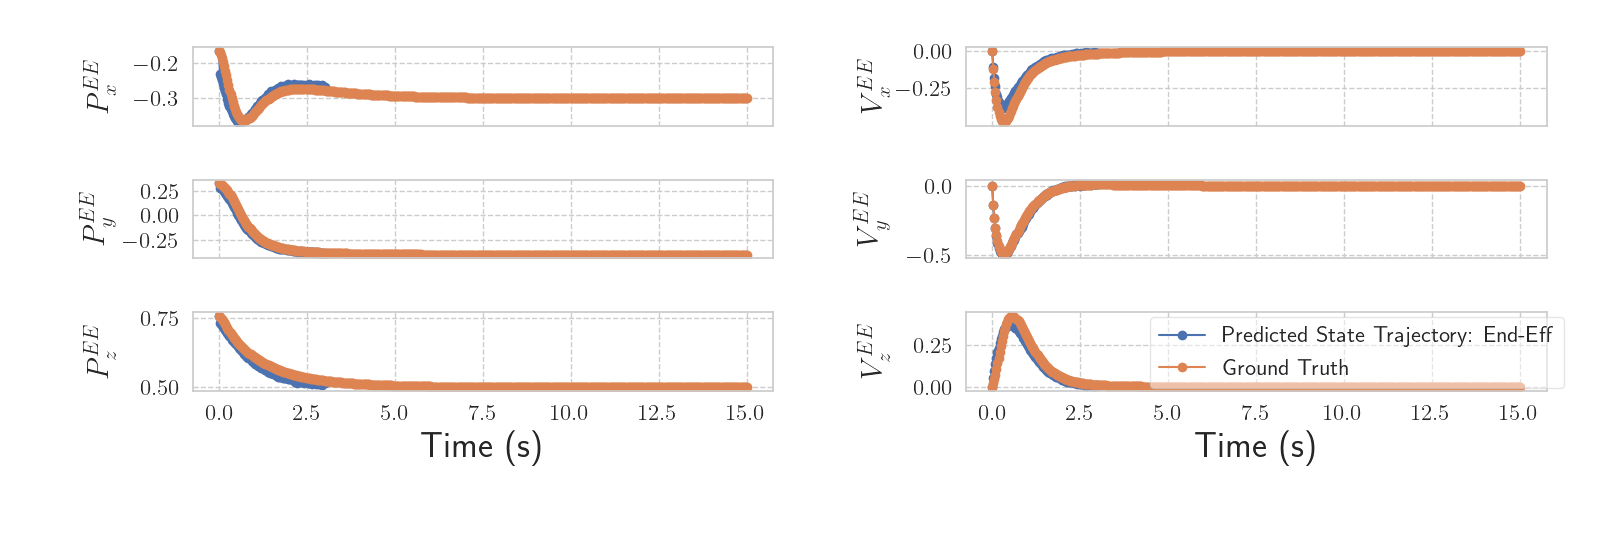 P_x^{EE}
−0.2
−0.3
V_x^{EE}
0.00
−0.25
P_y^{EE}
0.25
0.00
−0.25
V_y^{EE}
0.0
−0.5
P_z^{EE}
0.75
0.50
V_z^{EE}
0.25
0.00
Predicted State Trajectory: End-Eff
Ground Truth
0.0 2.5 5.0 7.5 10.0 12.5 15.0
Time (s)
0.0 2.5 5.0 7.5 10.0 12.5 15.0
Time (s)